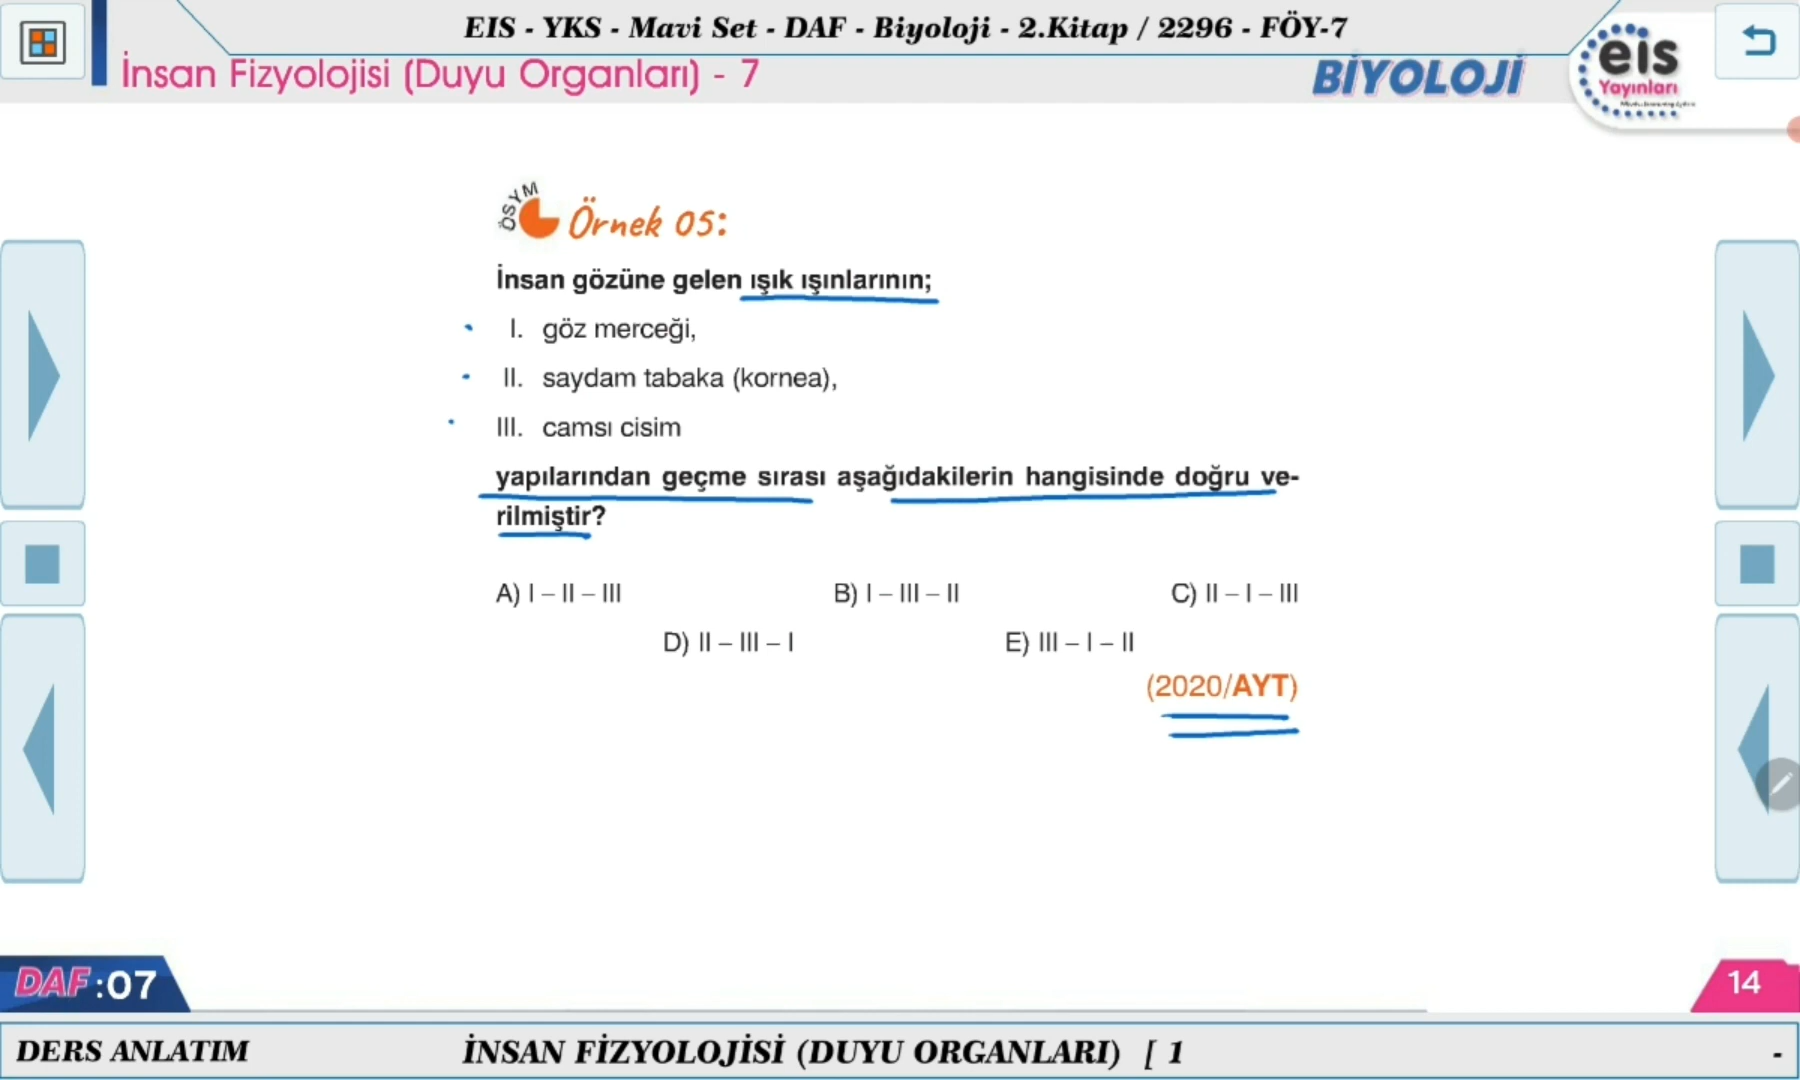 EIS - YKS - Mavi Set - DAF - Biyoloji - 2.Kitap / 2296 - FÖY-7
İnsan Fizyolojisi (Duyu Organları) - 7
BİYOLOJİ
eis
Yayınları
ÖSYM
Örnek 05:
İnsan gözüne gelen ışık ışınlarının;
I. göz merceği,
II. saydam tabaka (kornea),
III. camsı cisim
yapılarından geçme sırası aşağıdakilerin hangisinde doğru ve-
rilmiştir?
A) I – II – III B) I – III – II C) II – I – III
D) II – III – I E) III – I – II
(2020/AYT)
DAF :07
14
DERS ANLATIM İNSAN FİZYOLOJİSİ (DUYU ORGANLARI) [ 1 -